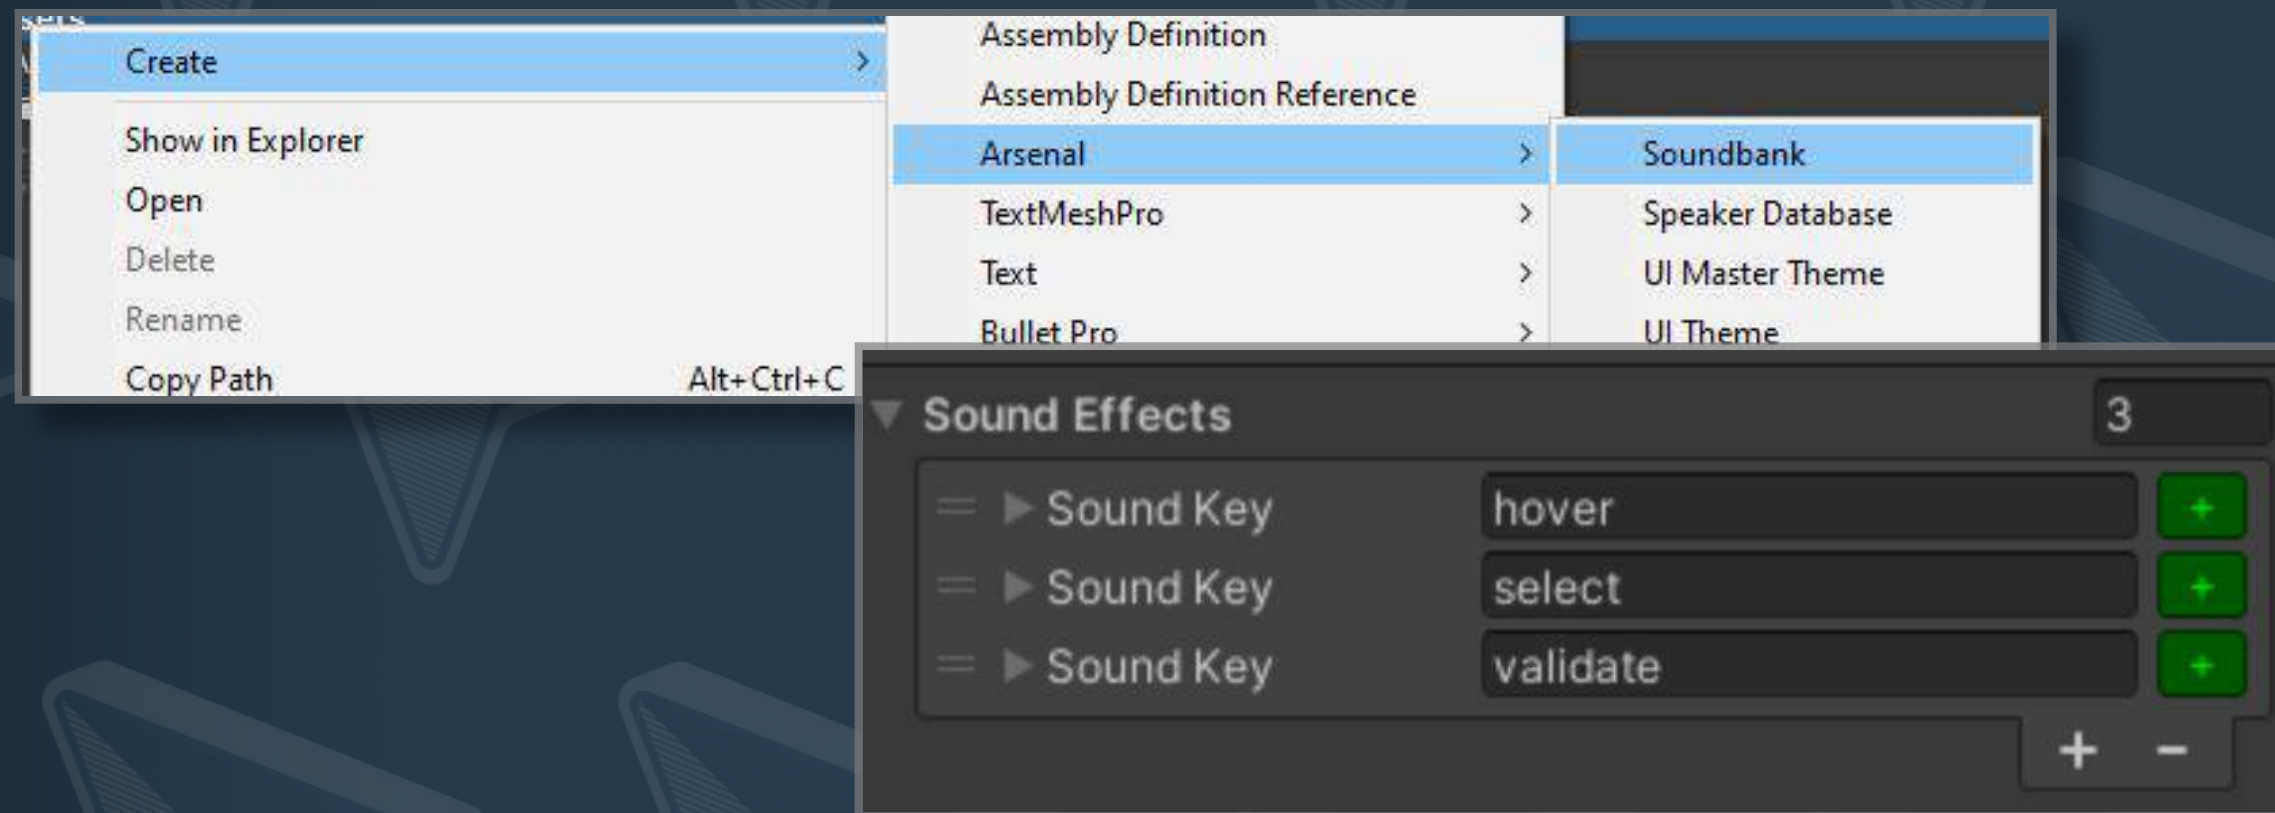 Create
Show in Explorer
Open
Delete
Rename
Copy Path Alt+Ctrl+C
Assembly Definition
Assembly Definition Reference
Arsenal
TextMeshPro
Text
Bullet Pro
Soundbank
Speaker Database
UI Master Theme
UI Theme
Sound Effects 3
Sound Key hover +
Sound Key select +
Sound Key validate +
+ −